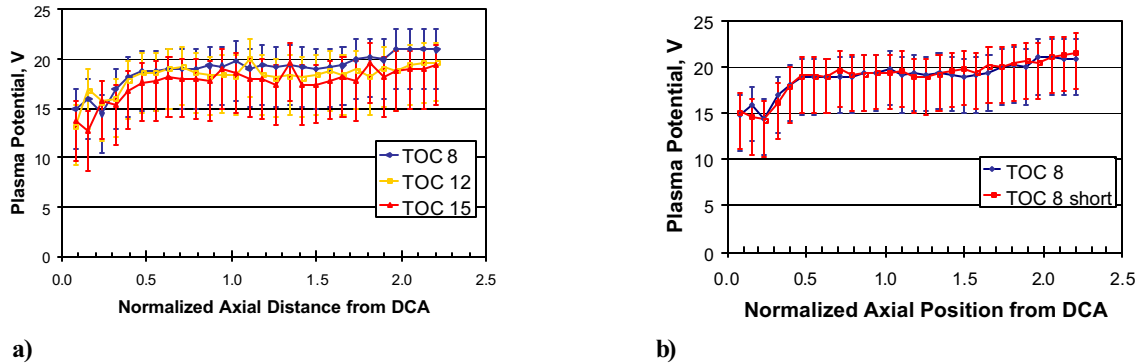 25
20
15
10
5
0
Plasma Potential, V
TOC 8
TOC 12
TOC 15
0.0 0.5 1.0 1.5 2.0 2.5
Normalized Axial Distance from DCA
a)
25
20
15
10
5
0
Plasma Potential, V
TOC 8
TOC 8 short
0.0 0.5 1.0 1.5 2.0 2.5
Normalized Axial Position from DCA
b)